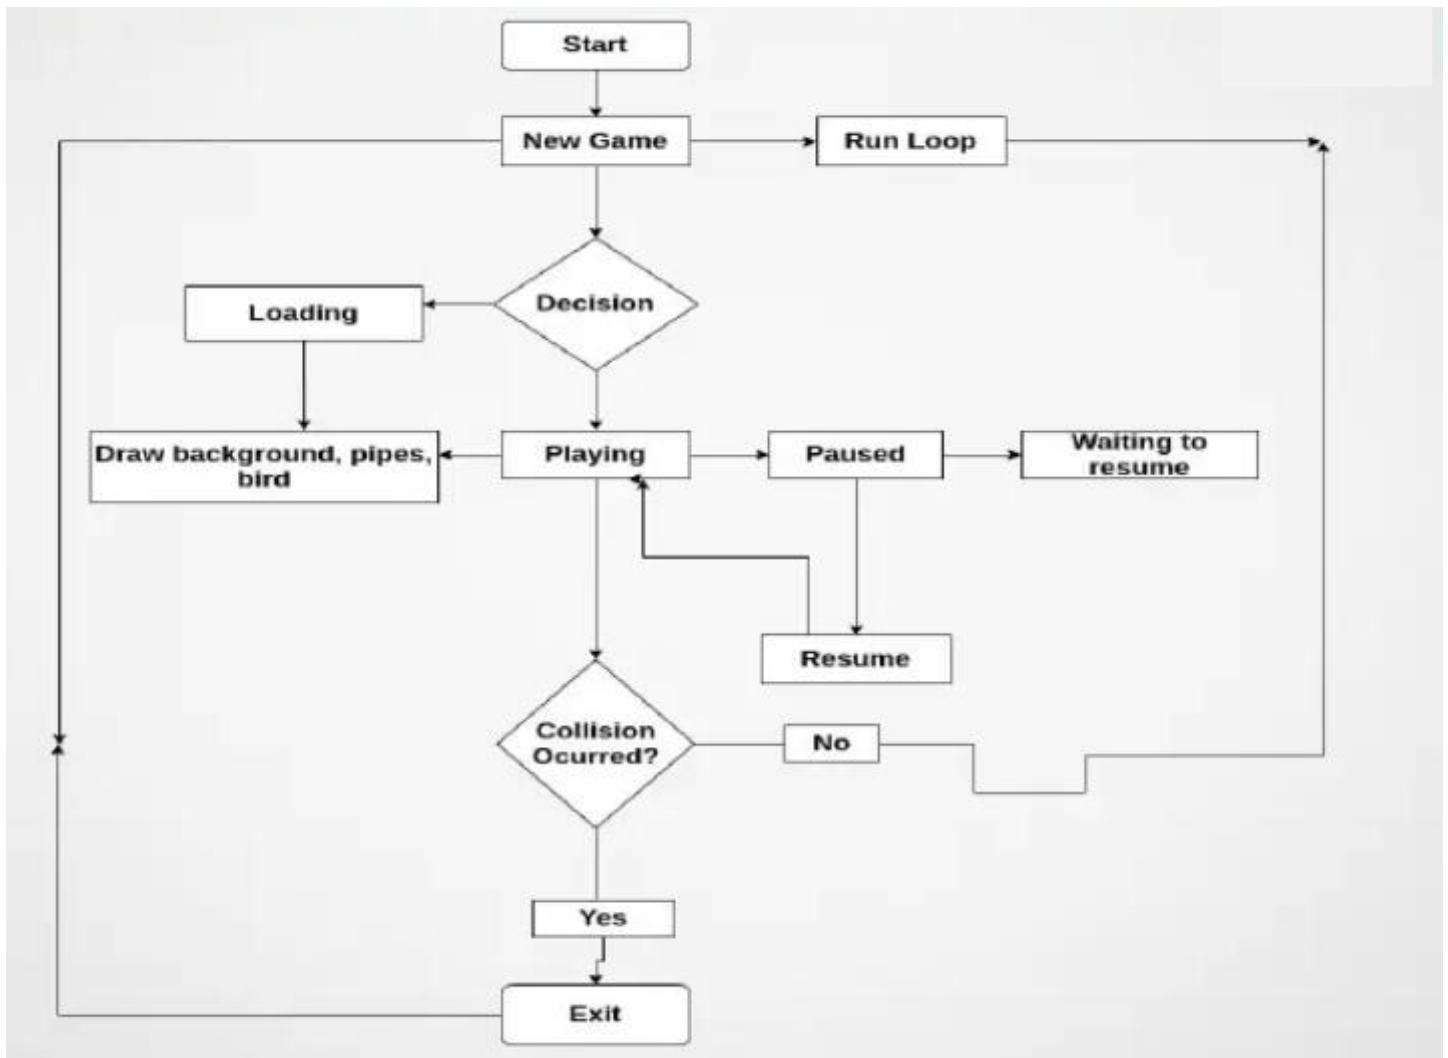 Start
New Game
Run Loop
Decision
Loading
Draw background, pipes,
bird
Playing
Paused
Waiting to
resume
Resume
Collision
Ocurred?
No
Yes
Exit